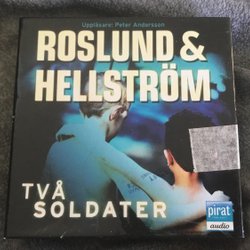 Uppläsare: Peter Andersson
ROSLUND &
HELLSTRÖM
TVÅ
SOLDATER
pirat
audio